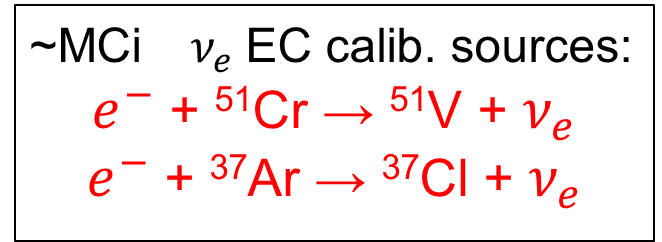 ~MCi 𝜈ₑ EC calib. sources:
𝑒⁻ + ⁵¹Cr → ⁵¹V + 𝜈ₑ
𝑒⁻ + ³⁷Ar → ³⁷Cl + 𝜈ₑ